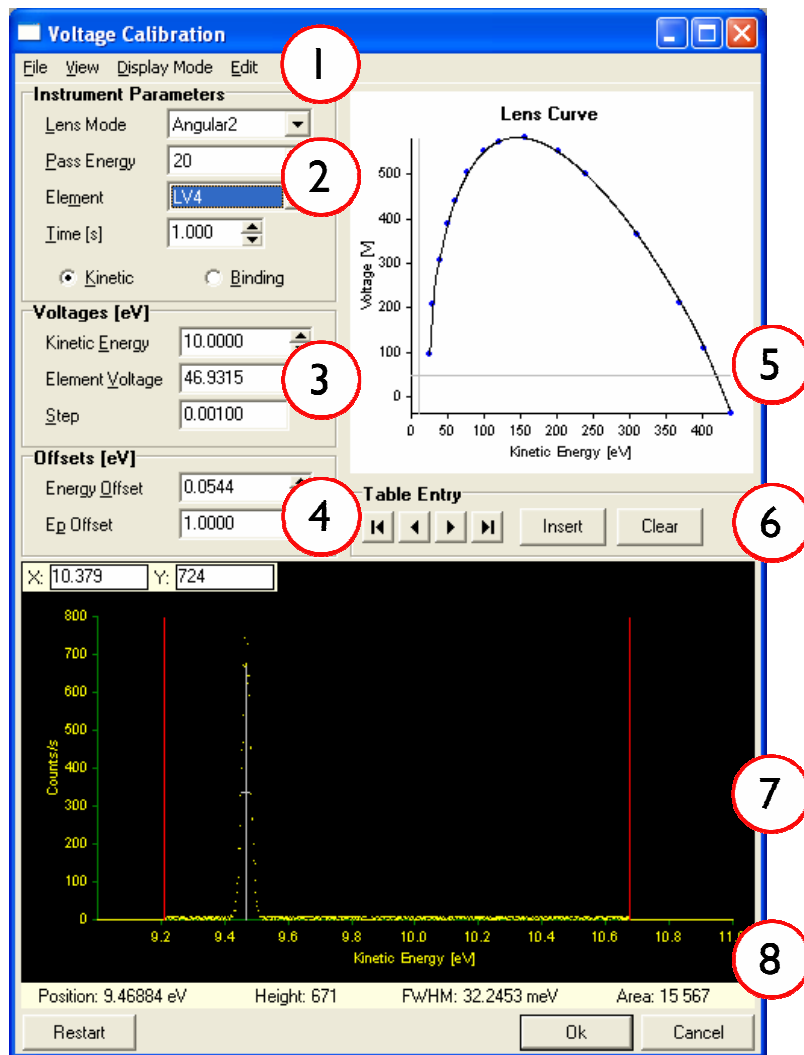 Voltage Calibration
File View Display Mode Edit
1
Instrument Parameters
Lens Mode Angular2
Pass Energy 20
Element LV4
Time [s] 1.000
Kinetic Binding
2
Voltages [eV]
Kinetic Energy 10.0000
Element Voltage 46.9315
Step 0.00100
3
Offsets [eV]
Energy Offset 0.0544
Ep Offset 1.0000
4
Lens Curve
Voltage [V]
500
400
300
200
100
0
0 50 100 150 200 250 300 350 400
Kinetic Energy [eV]
5
Table Entry
Insert Clear
6
X: 10.379 Y: 724
Counts/s
800
700
600
500
400
300
200
100
0
9.2 9.4 9.6 9.8 10.0 10.2 10.4 10.6 10.8 11.0
Kinetic Energy [eV]
7
8
Position: 9.46884 eV Height: 671 FWHM: 32.2453 meV Area: 15 567
Restart Ok Cancel